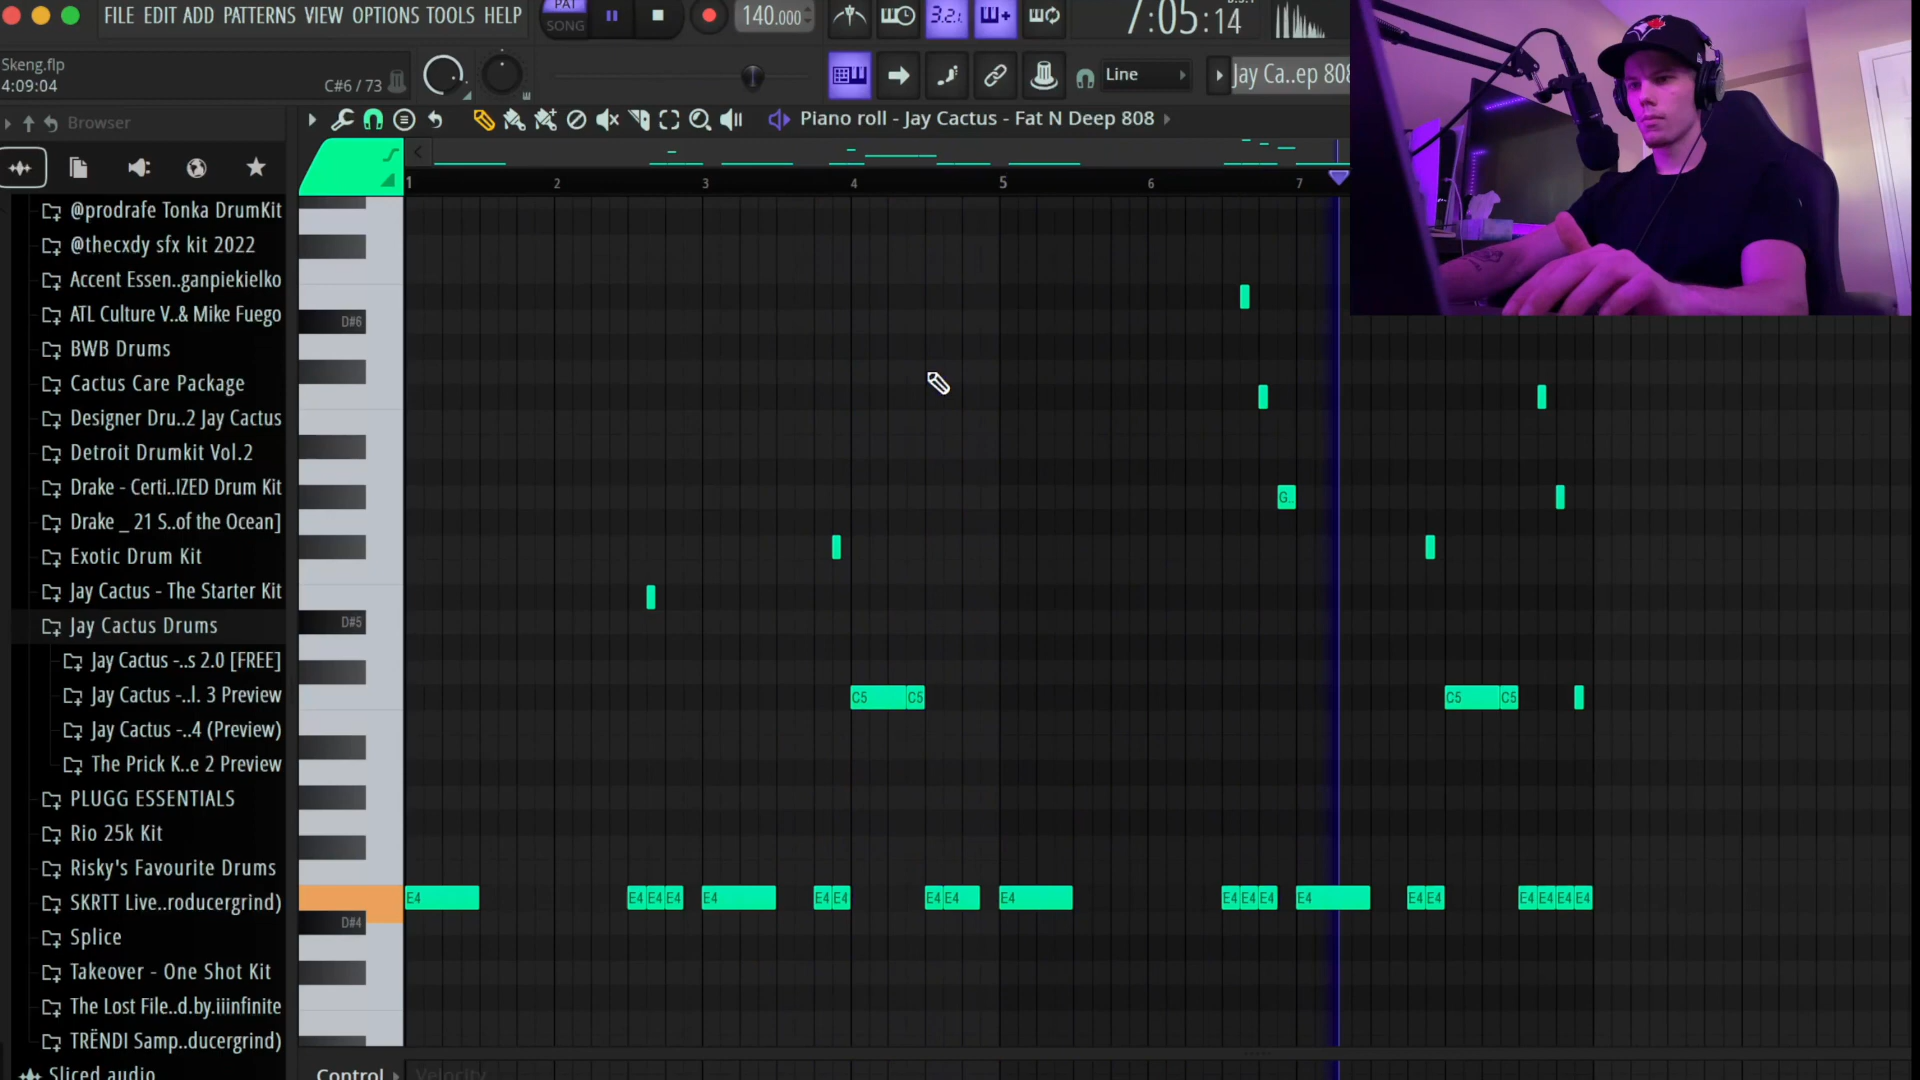 FILE EDIT ADD PATTERNS VIEW OPTIONS TOOLS HELP
PAT
SONG
140.000
3.2.
7:05:14
Skeng.flp
4:09:04
C#6 / 73
Line
Jay Ca..ep 808
Browser
Piano roll - Jay Cactus - Fat N Deep 808
1 2 3 4 5 6 7
@prodrafe Tonka DrumKit
@thecxdy sfx kit 2022
Accent Essen..ganpiekielko
ATL Culture V..& Mike Fuego
BWB Drums
Cactus Care Package
Designer Dru..2 Jay Cactus
Detroit Drumkit Vol.2
Drake - Certi..IZED Drum Kit
Drake _ 21 S..of the Ocean]
Exotic Drum Kit
Jay Cactus - The Starter Kit
Jay Cactus Drums
Jay Cactus -..s 2.0 [FREE]
Jay Cactus -..l. 3 Preview
Jay Cactus -..4 (Preview)
The Prick K..e 2 Preview
PLUGG ESSENTIALS
Rio 25k Kit
Risky's Favourite Drums
SKRTT Live..roducergrind)
Splice
Takeover - One Shot Kit
The Lost File..d.by.iiinfinite
TRËNDI Samp..ducergrind)
Sliced audio
D#6
G..
D#5
C5 C5 C5 C5
E4 E4 E4 E4 E4 E4 E4 E4 E4 E4 E4 E4 E4 E4 E4 E4 E4 E4 E4 E4
D#4
Control Velocity